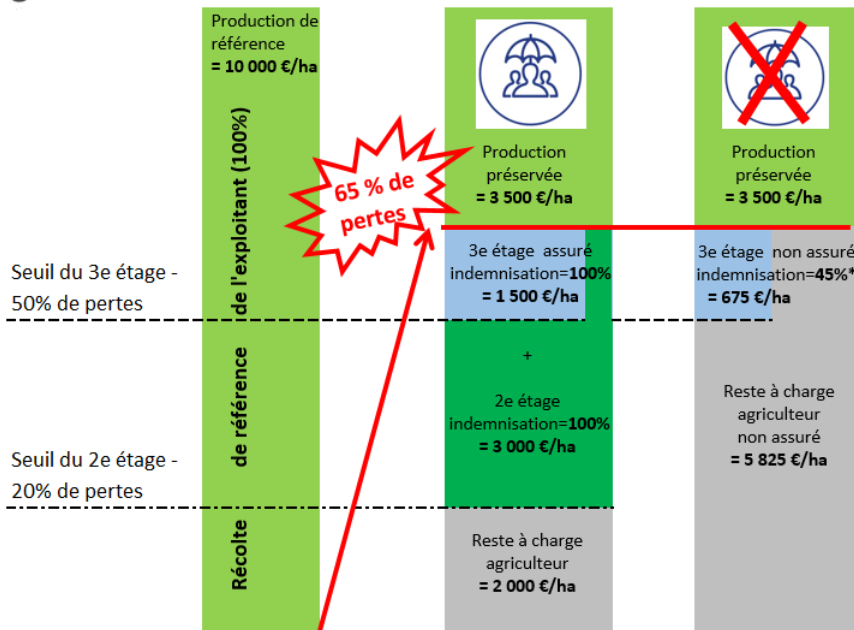 Production de
référence
= 10 000 €/ha
Récolte de référence de l'exploitant (100%)
65 % de
pertes
Production
préservée
= 3 500 €/ha
Production
préservée
= 3 500 €/ha
Seuil du 3e étage -
50% de pertes
3e étage assuré
indemnisation=100%
= 1 500 €/ha
3e étage non assuré
indemnisation=45%*
= 675 €/ha
+
2e étage
indemnisation=100%
= 3 000 €/ha
Reste à charge
agriculteur
non assuré
= 5 825 €/ha
Seuil du 2e étage -
20% de pertes
Reste à charge
agriculteur
= 2 000 €/ha